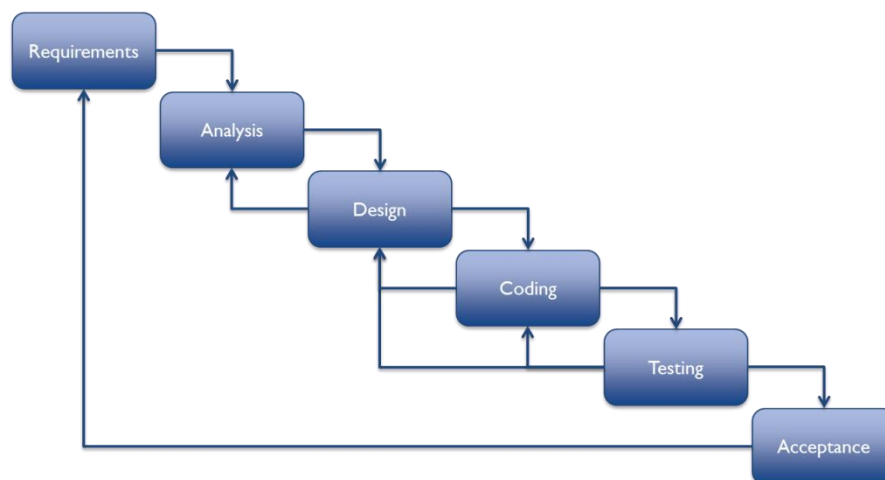 Requirements
Analysis
Design
Coding
Testing
Acceptance